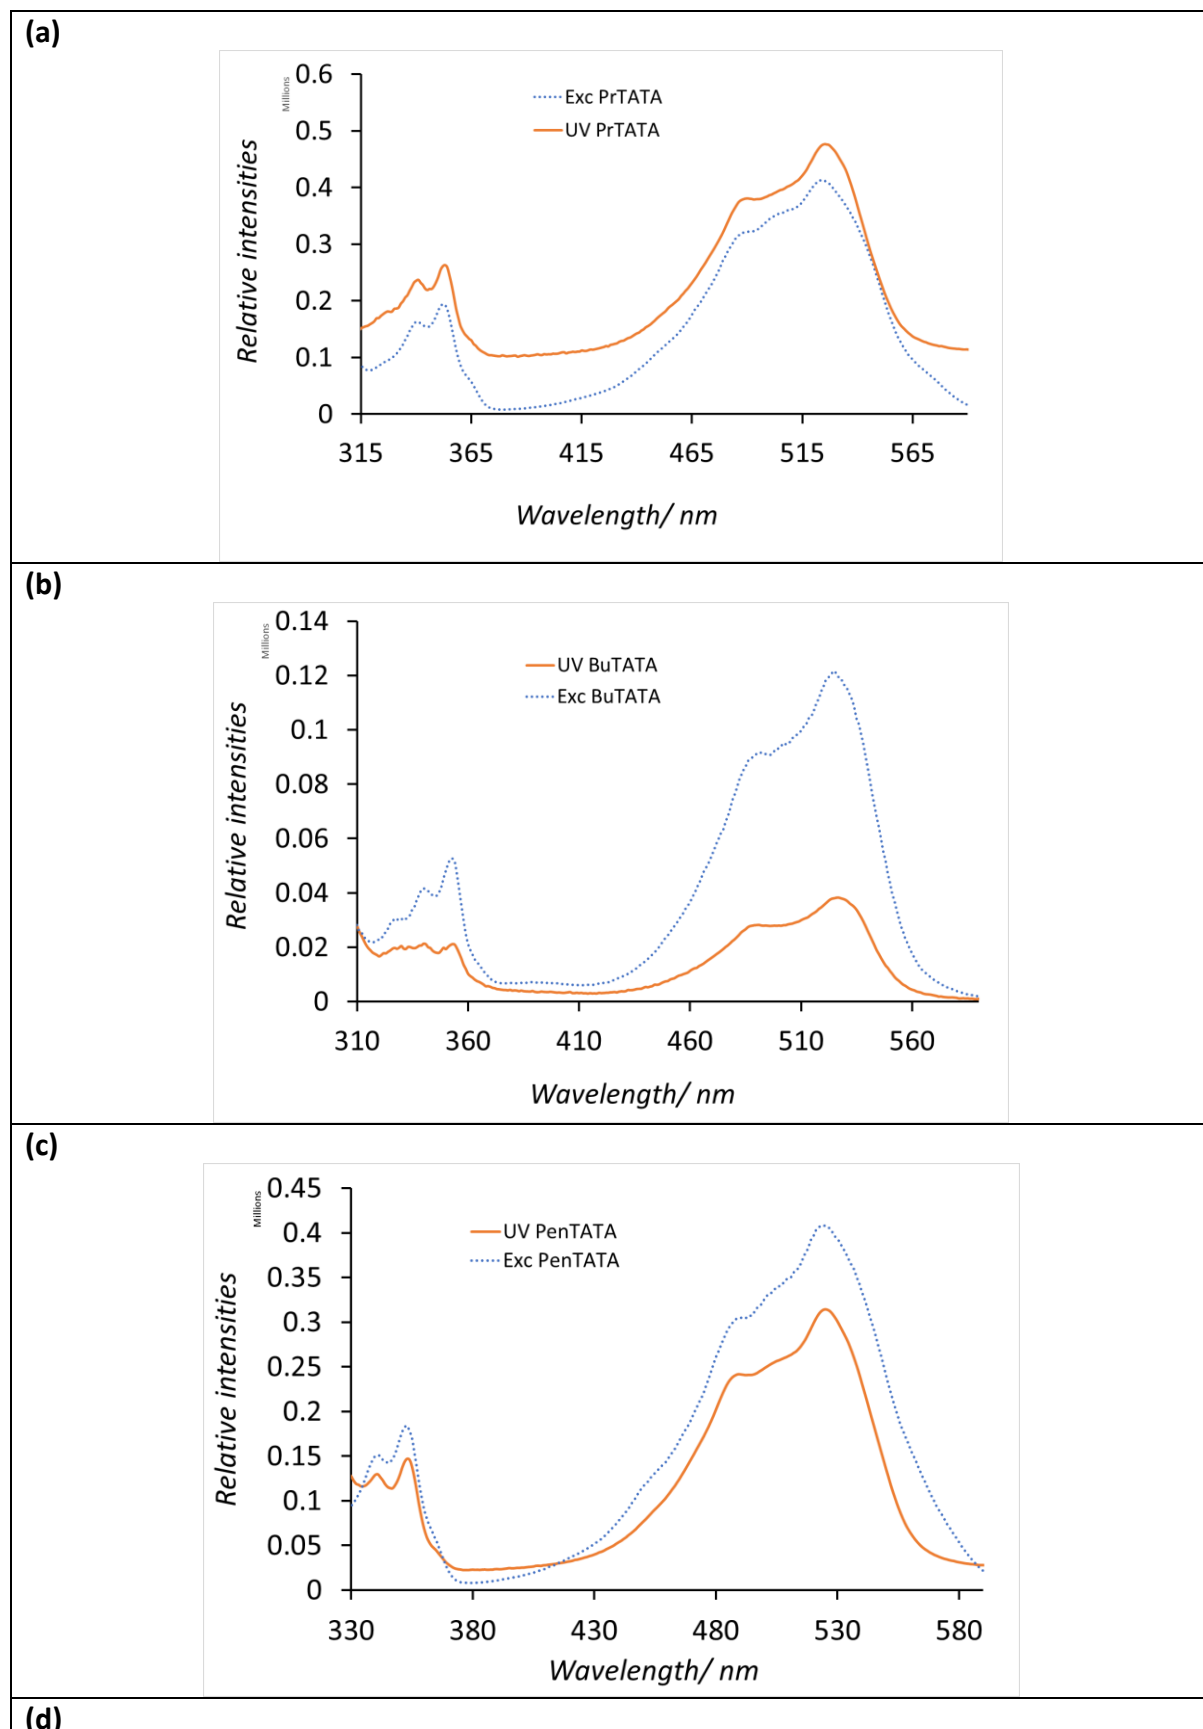 (a)
Millions
0.6
0.5
0.4
0.3
0.2
0.1
0
Relative intensities
Exc PrTATA
UV PrTATA
315 365 415 465 515 565
Wavelength/ nm
(b)
Millions
0.14
0.12
0.1
0.08
0.06
0.04
0.02
0
Relative intensities
UV BuTATA
Exc BuTATA
310 360 410 460 510 560
Wavelength/ nm
(c)
Millions
0.45
0.4
0.35
0.3
0.25
0.2
0.15
0.1
0.05
0
Relative intensities
UV PenTATA
Exc PenTATA
330 380 430 480 530 580
Wavelength/ nm
(d)